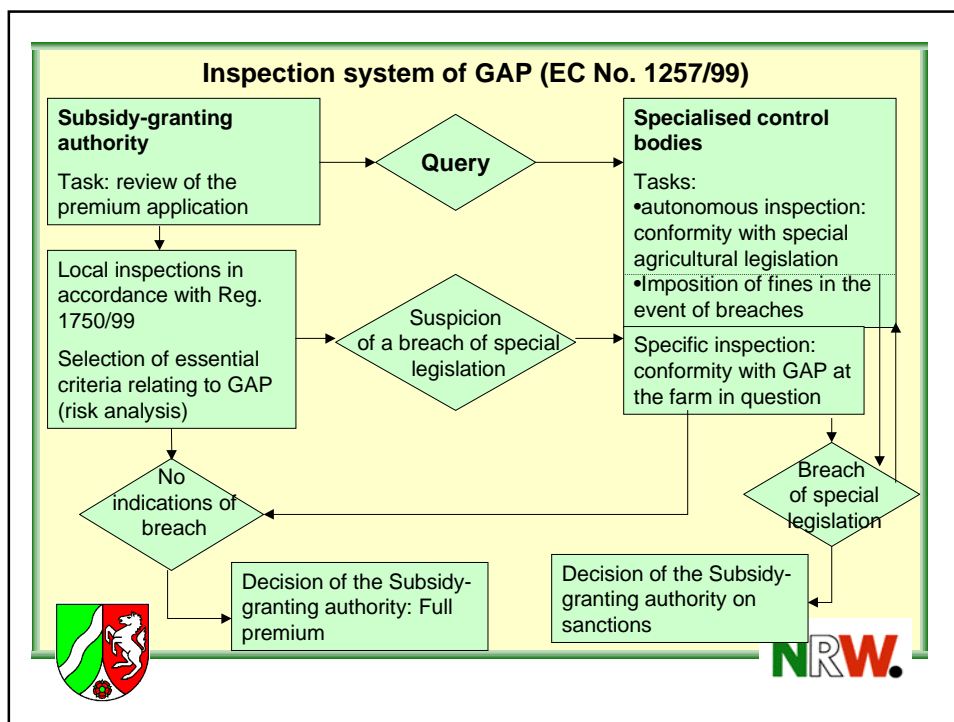 Inspection system of GAP (EC No. 1257/99)
Subsidy-granting
authority
Task: review of the
premium application
Query
Specialised control
bodies
Tasks:
•autonomous inspection:
conformity with special
agricultural legislation
•Imposition of fines in the
event of breaches
Local inspections in
accordance with Reg.
1750/99
Selection of essential
criteria relating to GAP
(risk analysis)
Suspicion
of a breach of special
legislation
Specific inspection:
conformity with GAP at
the farm in question
No
indications of
breach
Breach
of special
legislation
Decision of the Subsidy-
granting authority: Full
premium
Decision of the Subsidy-
granting authority on
sanctions
NRW.